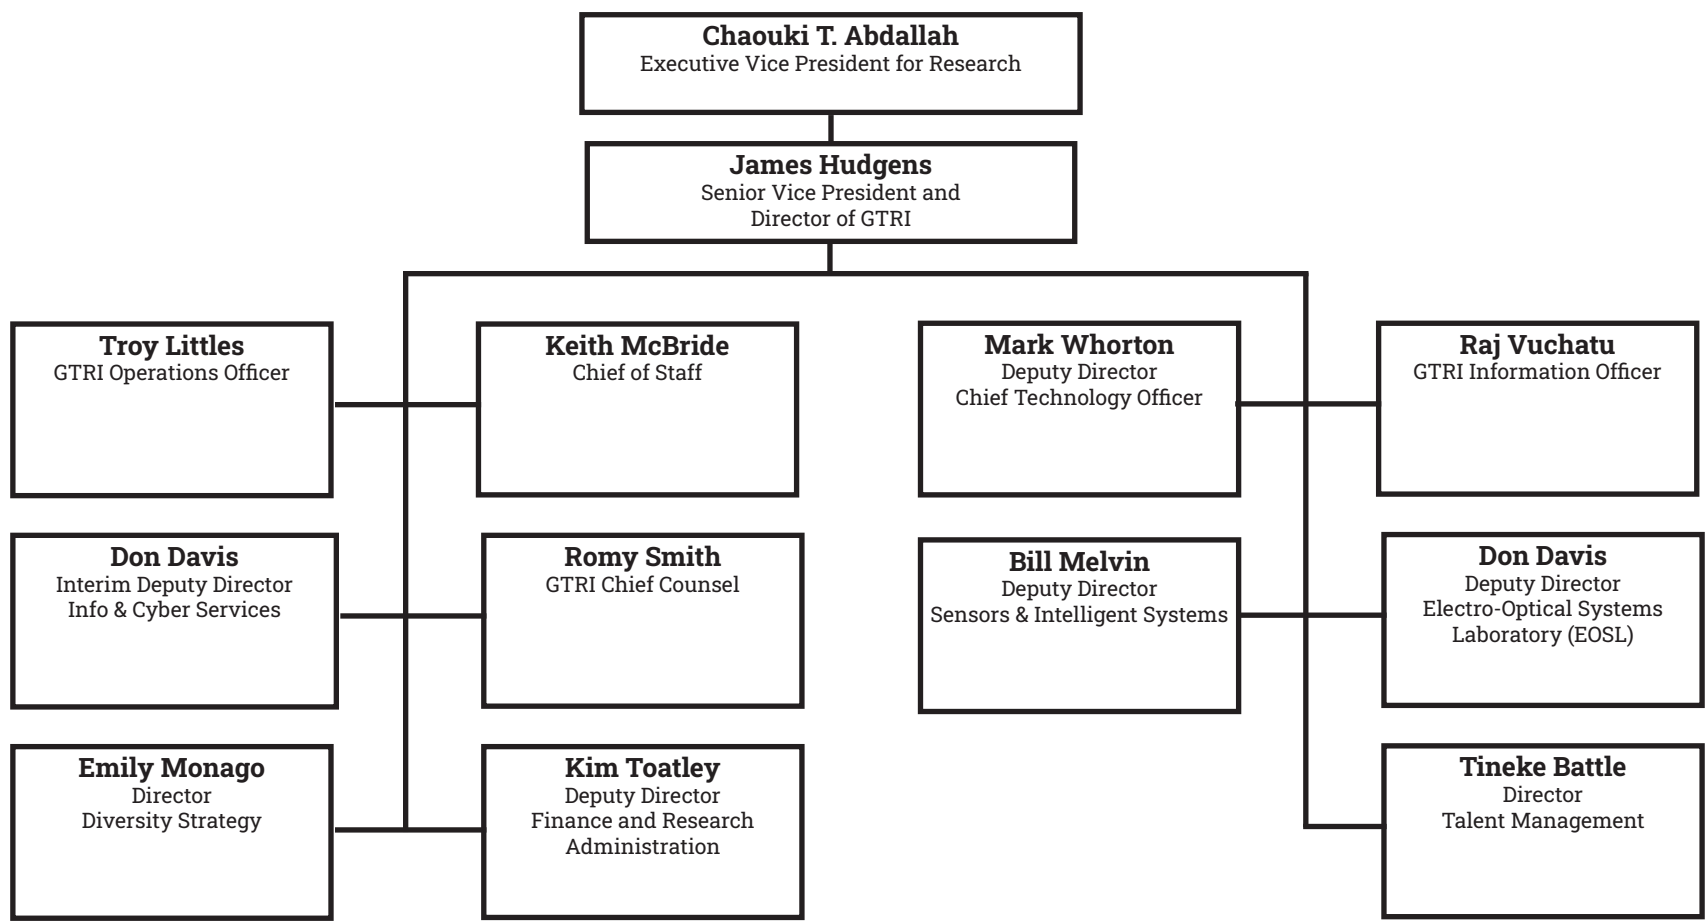 Chaouki T. Abdallah
Executive Vice President for Research
James Hudgens
Senior Vice President and
Director of GTRI
Troy Littles
GTRI Operations Officer
Keith McBride
Chief of Staff
Mark Whorton
Deputy Director
Chief Technology Officer
Raj Vuchatu
GTRI Information Officer
Don Davis
Interim Deputy Director
Info & Cyber Services
Romy Smith
GTRI Chief Counsel
Bill Melvin
Deputy Director
Sensors & Intelligent Systems
Don Davis
Deputy Director
Electro-Optical Systems
Laboratory (EOSL)
Emily Monago
Director
Diversity Strategy
Kim Toatley
Deputy Director
Finance and Research
Administration
Tineke Battle
Director
Talent Management